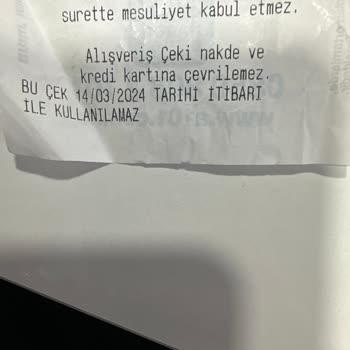 surette mesuliyet kabul etmez.
Alışveriş Çeki nakde ve
kredi kartına çevrilemez.
BU ÇEK 14/03/2024 TARİHİ İTİBARI
İLE KULLANILAMAZ